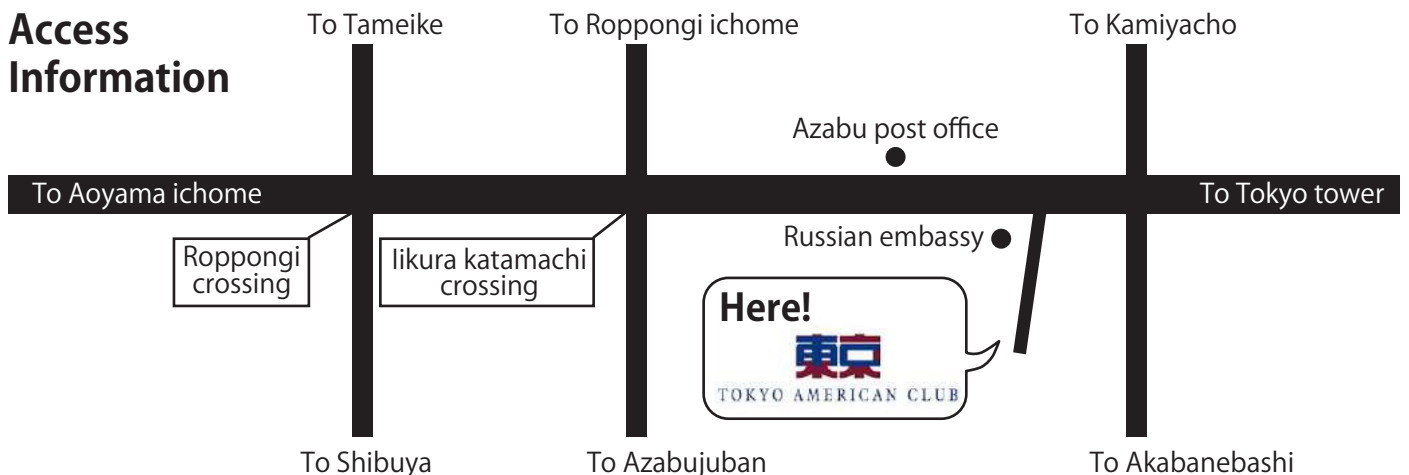 Access
Information
To Tameike
To Roppongi ichome
To Kamiyacho
Azabu post office
To Aoyama ichome
To Tokyo tower
Roppongi
crossing
Iikura katamachi
crossing
Russian embassy
Here!
東京
TOKYO AMERICAN CLUB
To Shibuya
To Azabujuban
To Akabanebashi